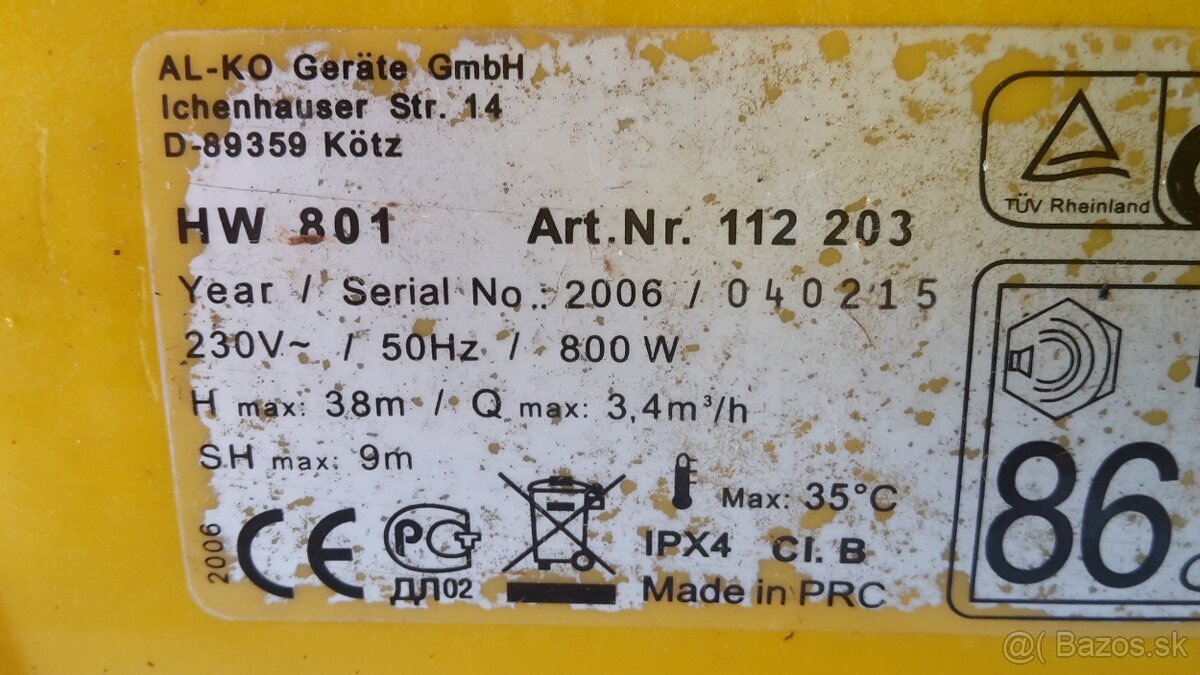 AL-KO Geräte GmbH
Ichenhauser Str. 14
D-89359 Kötz
HW 801 Art.Nr. 112 203
Year / Serial No.: 2006 / 040215
230V~ / 50Hz / 800 W
H max: 38m / Q max: 3,4m³/h
SH max: 9m
Max: 35°C
IPX4 Cl. B
Made in PRC
2006
CE
PCT
ДЛ02
TÜV Rheinland
86
@( Bazos.sk